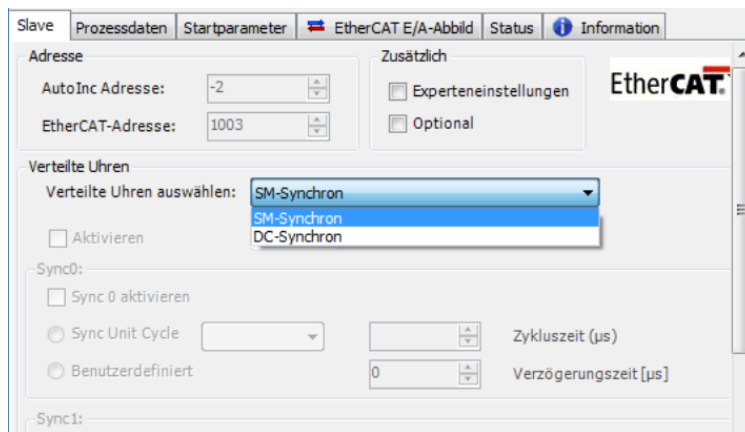 Slave Prozessdaten Startparameter EtherCAT E/A-Abbild Status Information
Adresse
AutoInc Adresse: -2
EtherCAT-Adresse: 1003
Zusätzlich
Experteneinstellungen
Optional
EtherCAT.
Verteilte Uhren
Verteilte Uhren auswählen: SM-Synchron
SM-Synchron
DC-Synchron
Aktivieren
Sync0:
Sync 0 aktivieren
Sync Unit Cycle Zykluszeit (µs)
Benutzerdefiniert 0 Verzögerungszeit[µs]
Sync1: